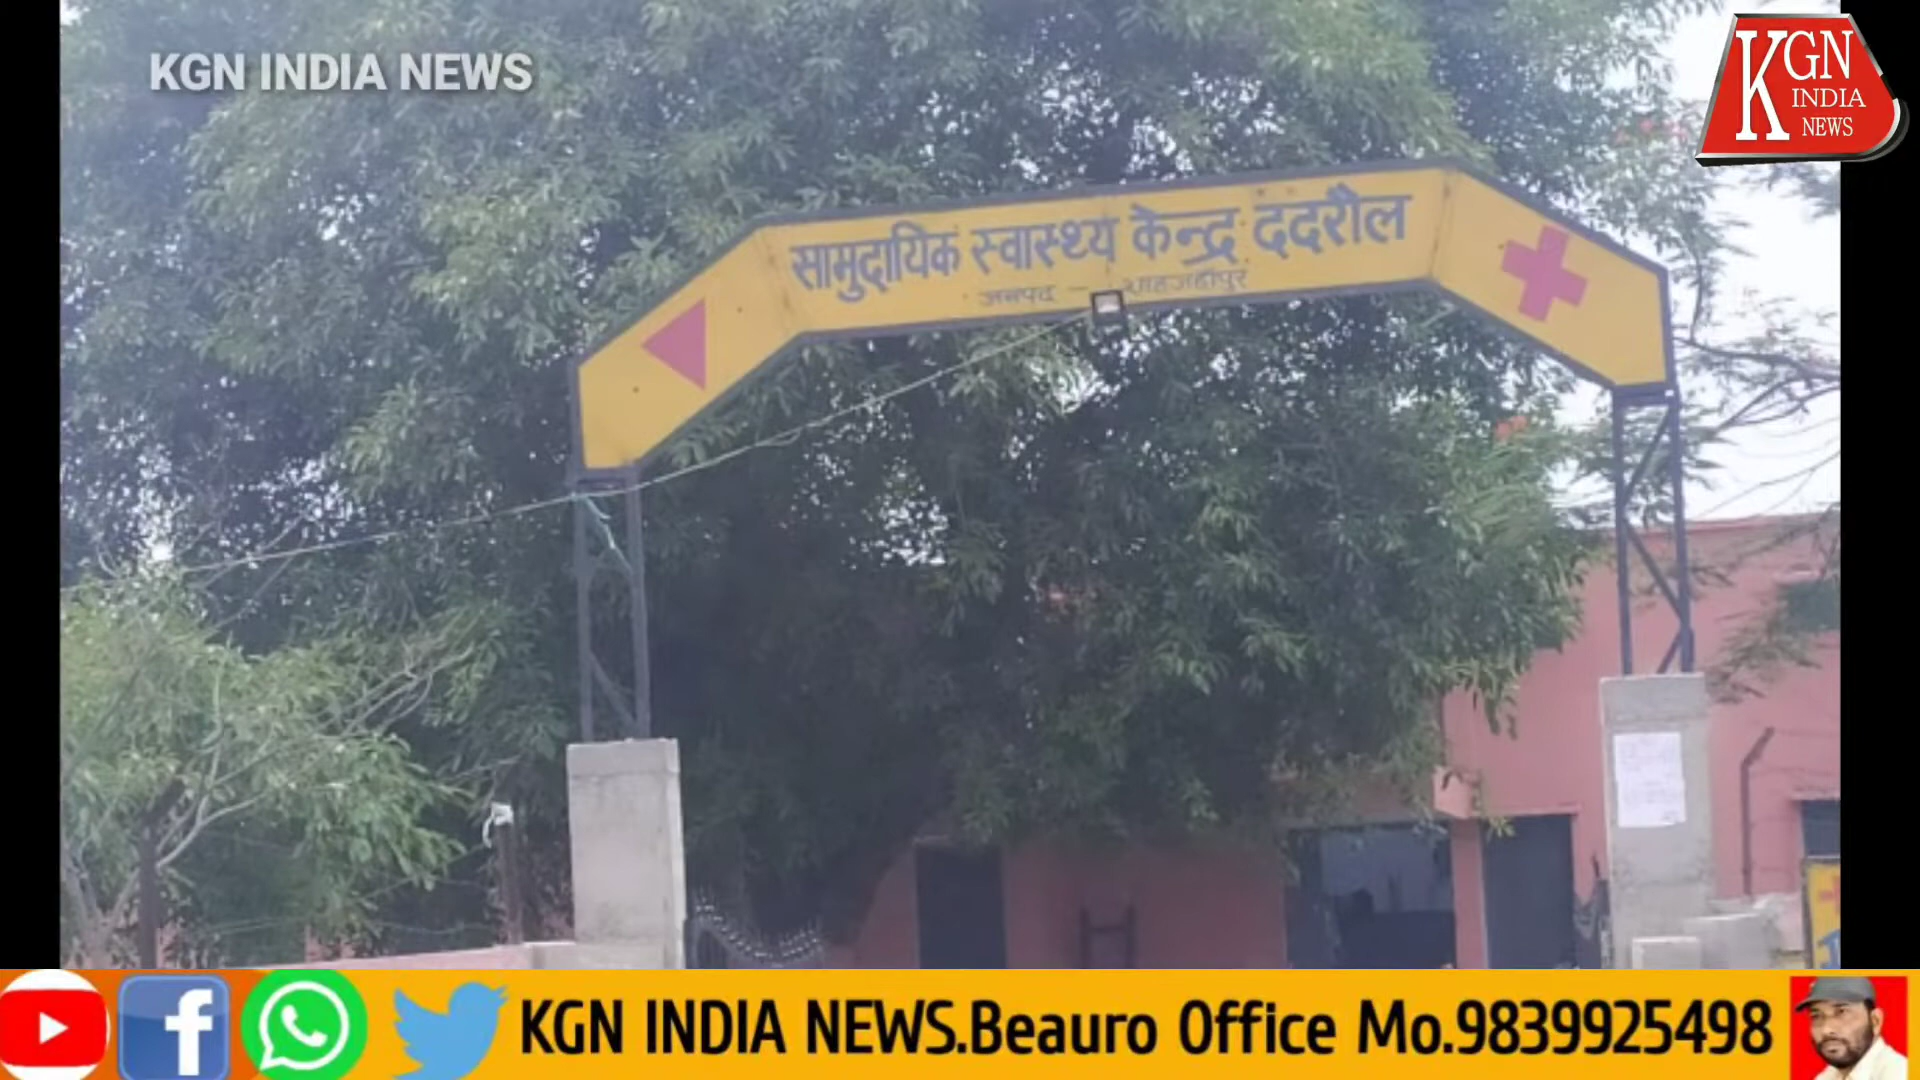 KGN INDIA NEWS
KGN
INDIA
NEWS
सामुदायिक स्वास्थ्य केन्द्र ददरौल
जनपद - शाहजहाँपुर
KGN INDIA NEWS.Beauro Office Mo.9839925498